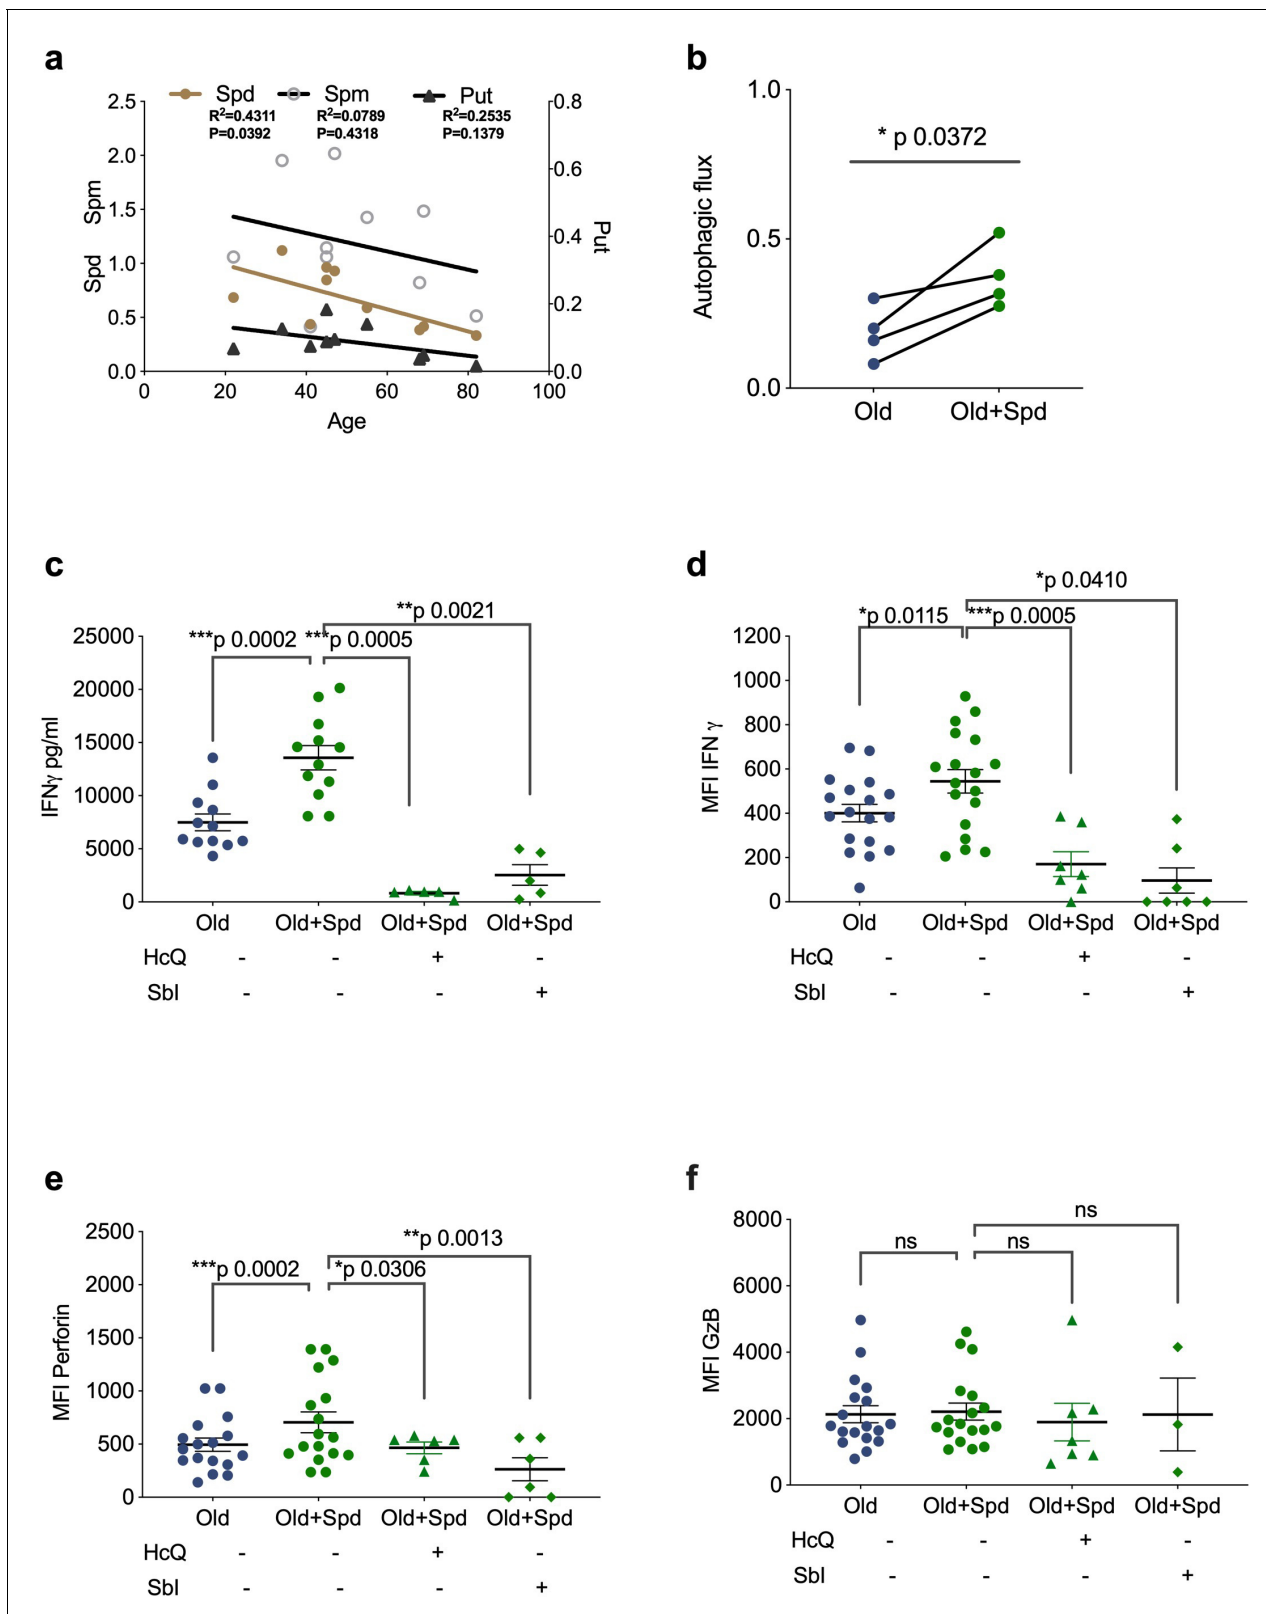 a
Spd Spm Put
R²=0.4311 R²=0.0789 R²=0.2535
P=0.0392 P=0.4318 P=0.1379
2.5
2.0
1.5
1.0
0.5
0.0
Spd Spm
0.8
0.6
0.4
0.2
0.0
Put
0 20 40 60 80 100
Age
b
1.0
0.5
0.0
Autophagic flux
* p 0.0372
Old Old+Spd
c
**p 0.0021
***p 0.0002 ***p 0.0005
25000
20000
15000
10000
5000
0
IFNγ pg/ml
Old Old+Spd Old+Spd Old+Spd
HcQ - - + -
SbI - - - +
d
*p 0.0410
*p 0.0115 ***p 0.0005
1200
1000
800
600
400
200
0
MFI IFN γ
Old Old+Spd Old+Spd Old+Spd
HcQ - - + -
SbI - - - +
e
**p 0.0013
***p 0.0002 *p 0.0306
2500
2000
1500
1000
500
0
MFI Perforin
Old Old+Spd Old+Spd Old+Spd
HcQ - - + -
SbI - - - +
f
ns
ns ns
8000
6000
4000
2000
0
MFI GzB
Old Old+Spd Old+Spd Old+Spd
HcQ - - + -
SbI - - - +